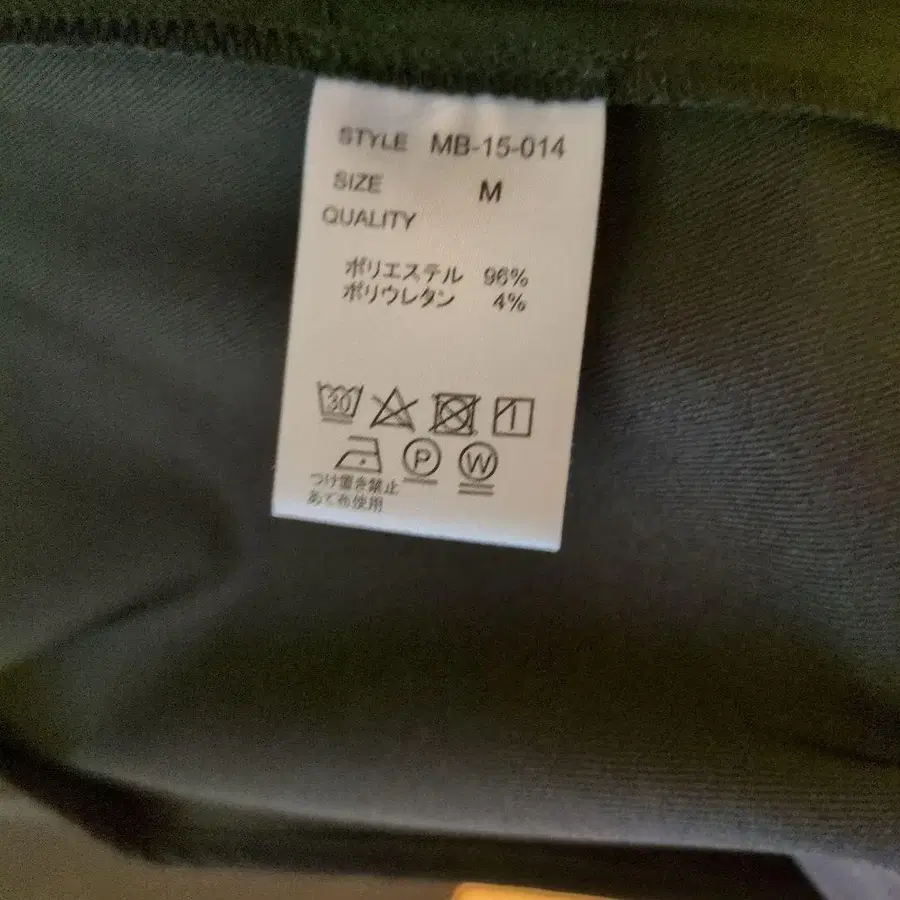 STYLE MB-15-014
SIZE M
QUALITY
ポリエステル 96%
ポリウレタン 4%
30
P W
つけ置き禁止
あて布使用